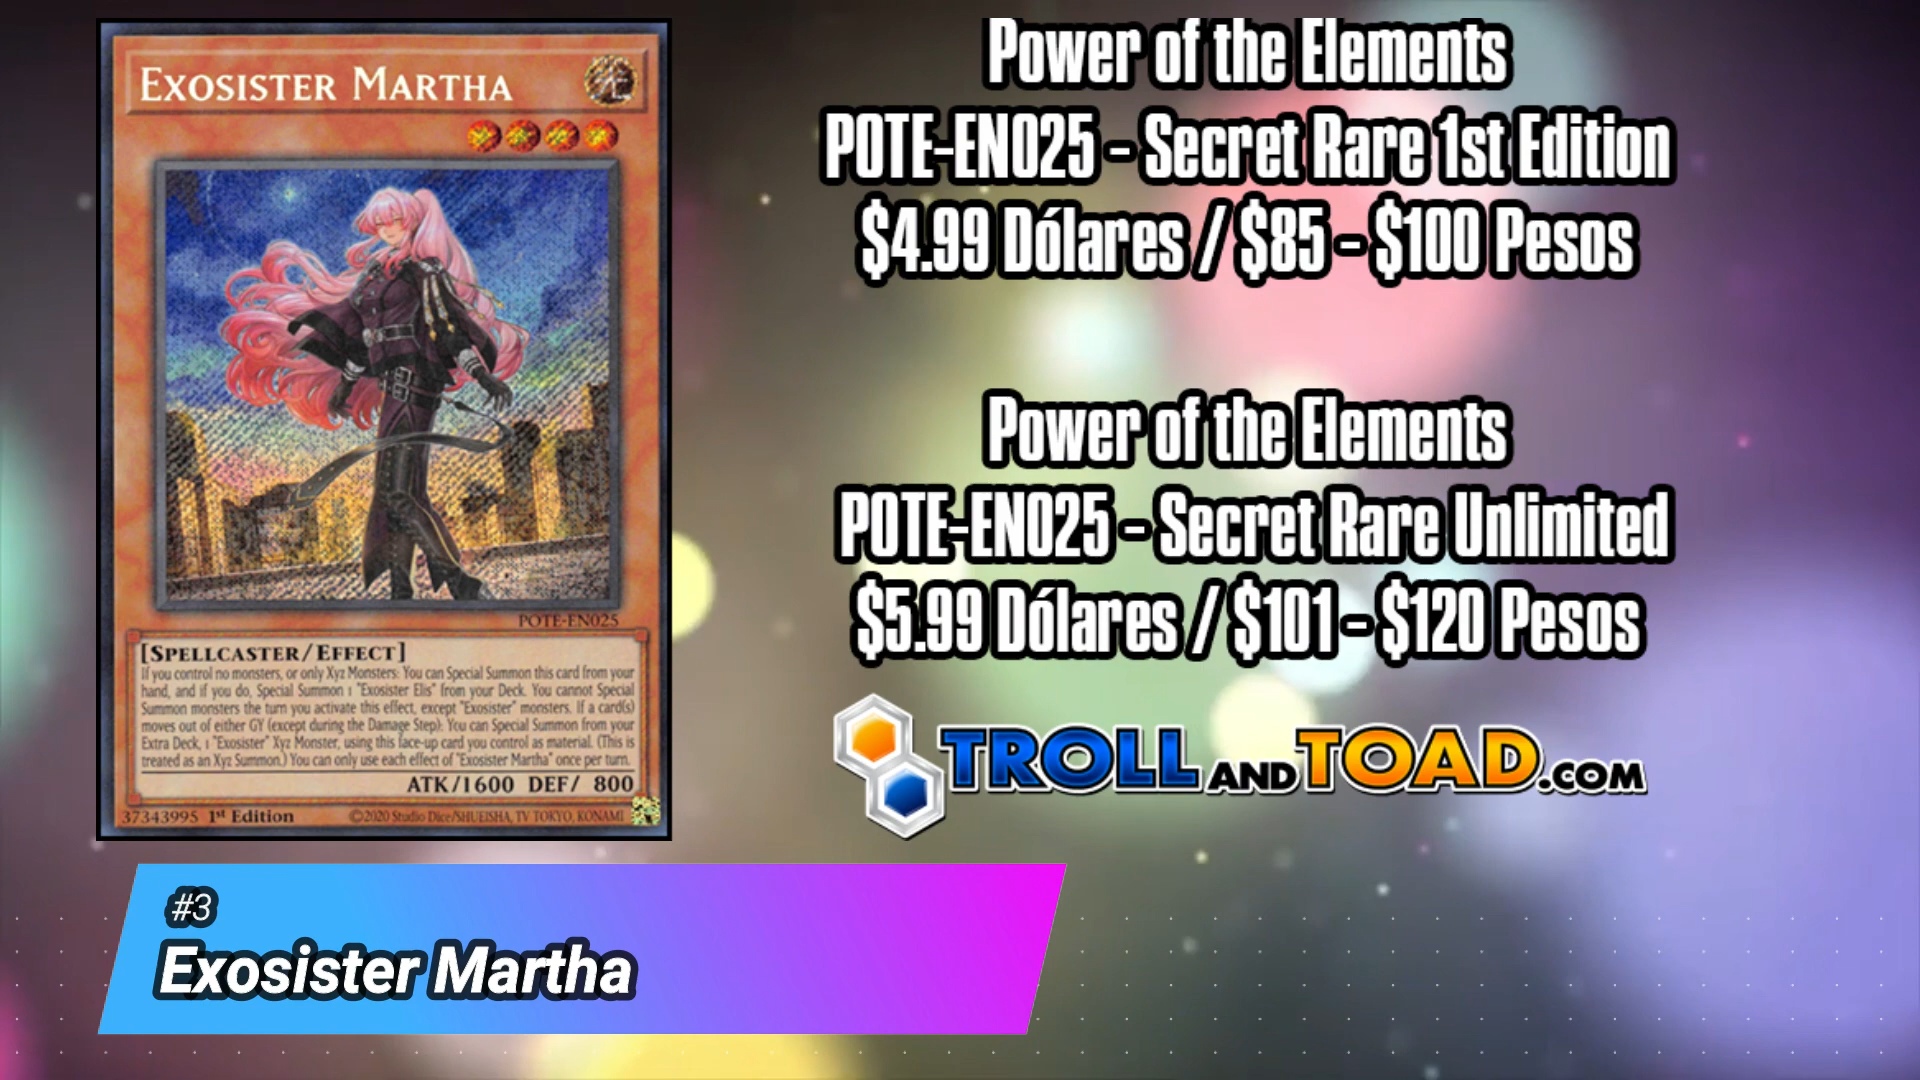 EXOSISTER MARTHA
POTE-EN025
[SPELLCASTER/EFFECT]
If you control no monsters, or only Xyz Monsters: You can Special Summon this card from your
hand, and if you do, Special Summon 1 "Exosister Elis" from your Deck. You cannot Special
Summon monsters the turn you activate this effect, except "Exosister" monsters. If a card(s)
moves out of either GY (except during the Damage Step): You can Special Summon from your
Extra Deck, 1 "Exosister" Xyz Monster, using this face-up card you control as material. (This is
treated as an Xyz Summon.) You can only use each effect of "Exosister Martha" once per turn.
ATK/1600 DEF/ 800
37343995 1st Edition ©2020 Studio Dice/SHUEISHA, TV TOKYO, KONAMI
Power of the Elements
POTE-EN025 - Secret Rare 1st Edition
$4.99 Dólares / $85 - $100 Pesos
Power of the Elements
POTE-EN025 - Secret Rare Unlimited
$5.99 Dólares / $101 - $120 Pesos
TROLL AND TOAD.COM
#3
Exosister Martha